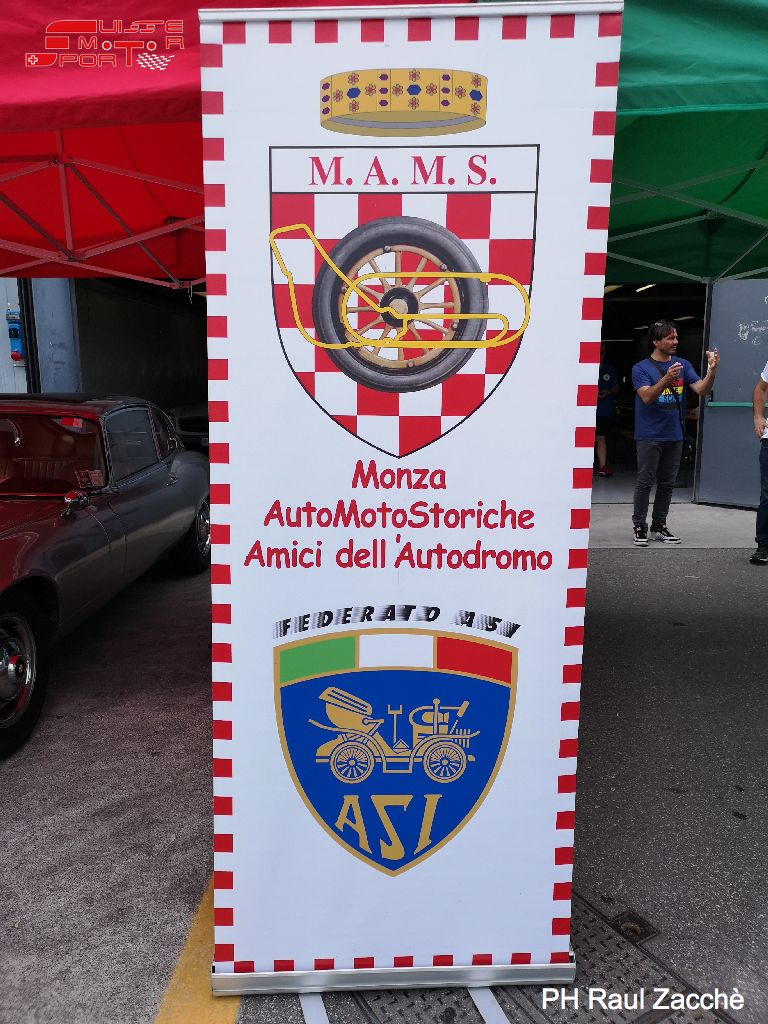 SUISSE
MOTOR
SPORT
M. A. M. S.
Monza
AutoMotoStoriche
Amici dell'Autodromo
FEDERATO ASI
ASI
PH Raul Zacchè